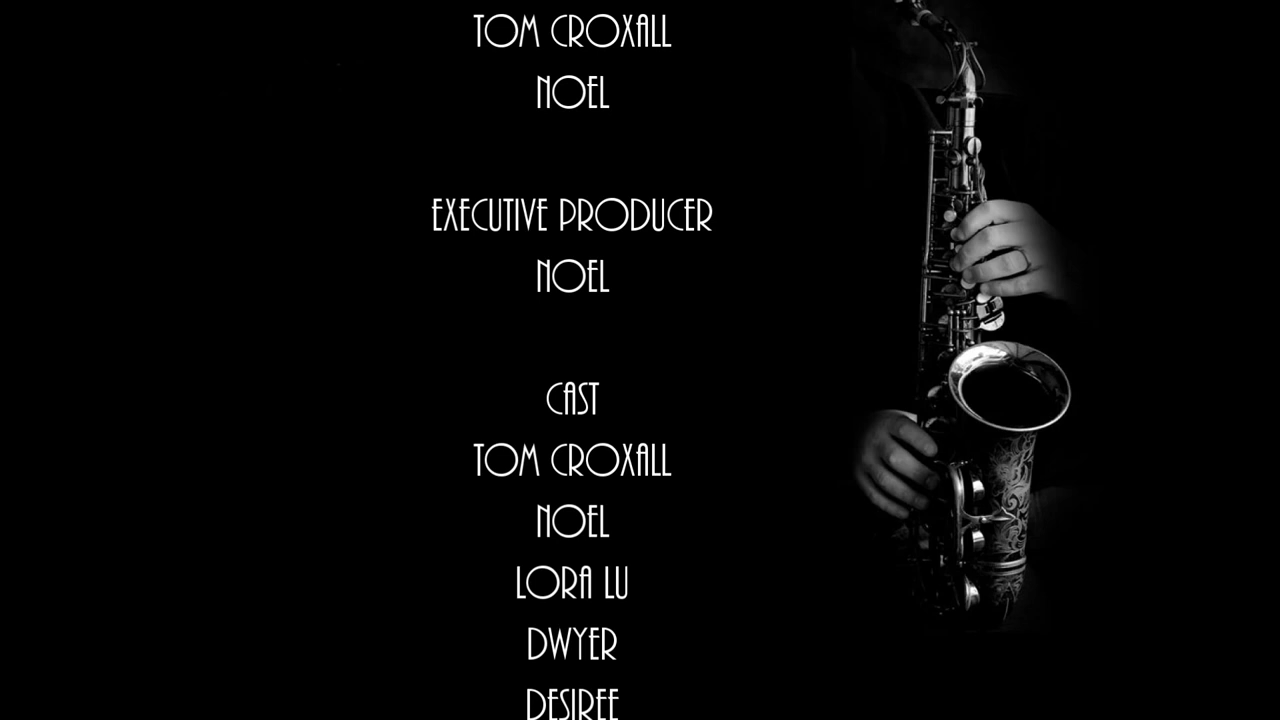 TOM CROXALL
NOEL
EXECUTIVE PRODUCER
NOEL
CAST
TOM CROXALL
NOEL
LORA LU
DWYER
DESIREE